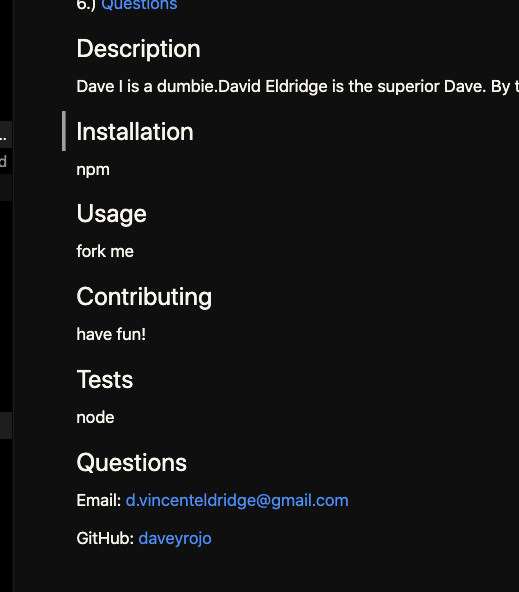 6.) Questions
Description
Dave I is a dumbie.David Eldridge is the superior Dave. By t
Installation
..
d
npm
Usage
fork me
Contributing
have fun!
Tests
node
Questions
Email: d.vincenteldridge@gmail.com
GitHub: daveyrojo